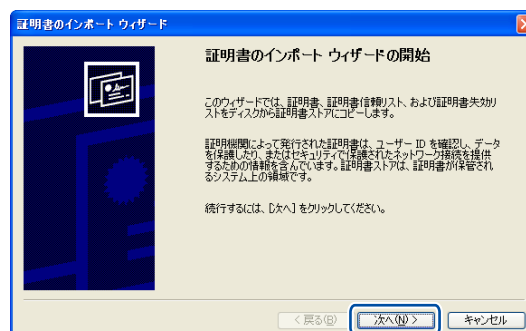 証明書のインポート ウィザード
証明書のインポート ウィザードの開始
このウィザードでは、証明書、証明書信頼リスト、および証明書失効リ
ストをディスクから証明書ストアにコピーします。
証明機関によって発行された証明書は、ユーザー ID を確認し、データ
を保護したり、またはセキュリティで保護されたネットワーク接続を提供
するための情報を含んでいます。証明書ストアは、証明書が保管され
るシステム上の領域です。
続行するには、[次へ] をクリックしてください。
< 戻る(B) 次へ(N) > キャンセル